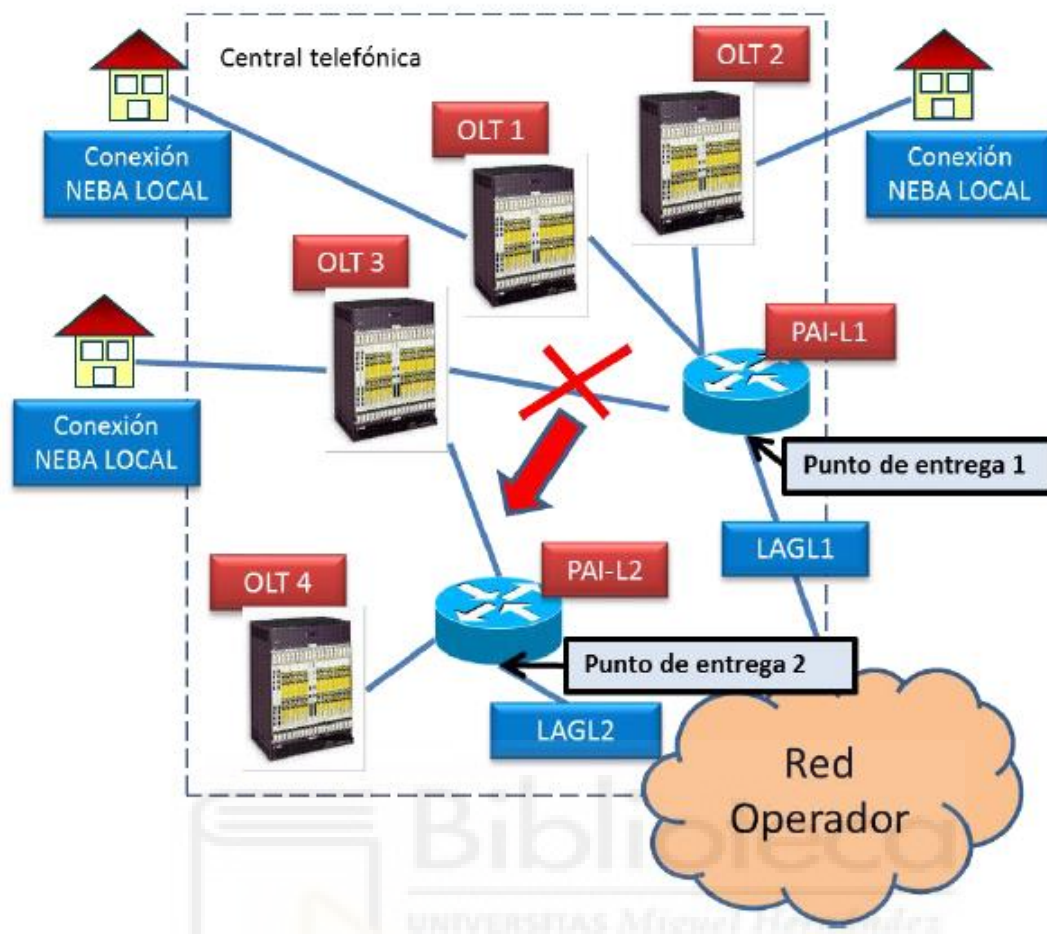 Central telefónica
OLT 2
OLT 1
Conexión
NEBA LOCAL
Conexión
NEBA LOCAL
OLT 3
PAI-L1
Conexión
NEBA LOCAL
Punto de entrega 1
LAGL1
PAI-L2
OLT 4
Punto de entrega 2
LAGL2
Red
Operador
Biblioteca
UNIVERSITAS Miguel Hernández